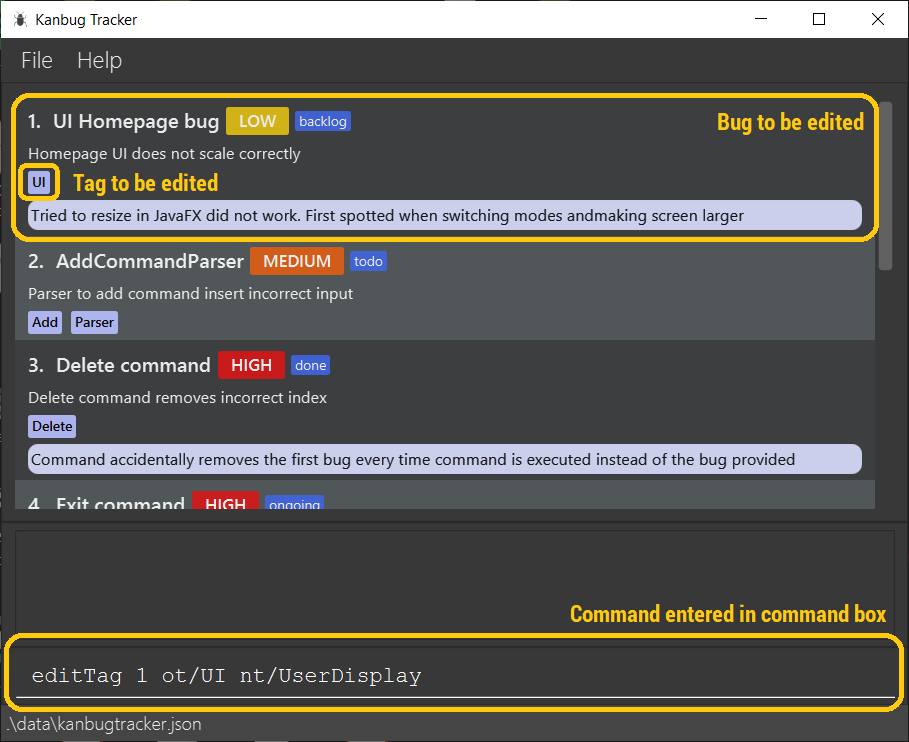 Kanbug Tracker
File Help
1. UI Homepage bug LOW backlog Bug to be edited
Homepage UI does not scale correctly
UI Tag to be edited
Tried to resize in JavaFX did not work. First spotted when switching modes andmaking screen larger
2. AddCommandParser MEDIUM todo
Parser to add command insert incorrect input
Add Parser
3. Delete command HIGH done
Delete command removes incorrect index
Delete
Command accidentally removes the first bug every time command is executed instead of the bug provided
4. Exit command HIGH ongoing
Command entered in command box
editTag 1 ot/UI nt/UserDisplay
.\data\kanbugtracker.json